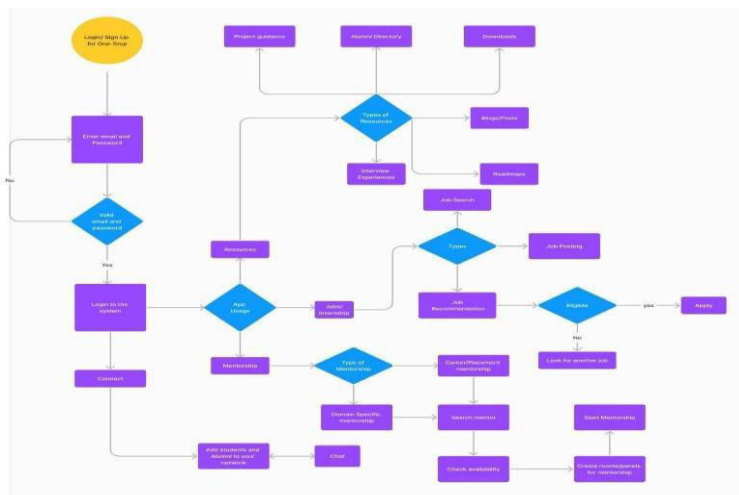 Login/ Sign Up
for One-Stop
Project guidance
Alumni Directory
Downloads
Enter email and
Password
Types of
Resources
Blogs/Posts
Interview
Experiences
Roadmaps
No
Valid
email and
password
Job Search
Resources
Types
Job Posting
Yes
Login to the
system
App
Usage
Jobs/
Internship
Job
Recommendation
Eligible
yes
Apply
No
Look for another job
Connect
Mentorship
Type of
Mentorship
Career/Placement
mentorship
Domain Specific
mentorship
Search mentor
Start Mentorship
Add students and
Alumni to your
network
Chat
Check availability
Create rooms/panels
for mentorship